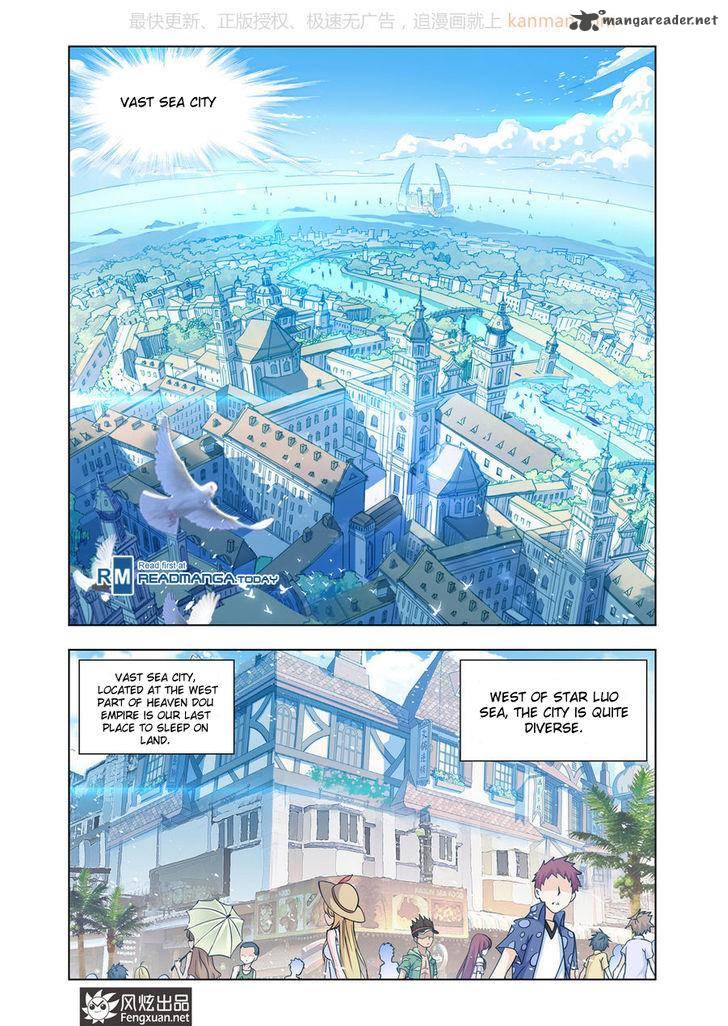 最快更新、正版授权、极速无广告，追漫画就上 kanman.com
mangareader.net
VAST SEA CITY
Read first at
RM READMANGA.TODAY
VAST SEA CITY,
LOCATED AT THE WEST
PART OF HEAVEN DOU
EMPIRE IS OUR LAST
PLACE TO SLEEP ON
LAND.
WEST OF STAR LUO
SEA, THE CITY IS QUITE
DIVERSE.
风炫出品
Fengxuan.net